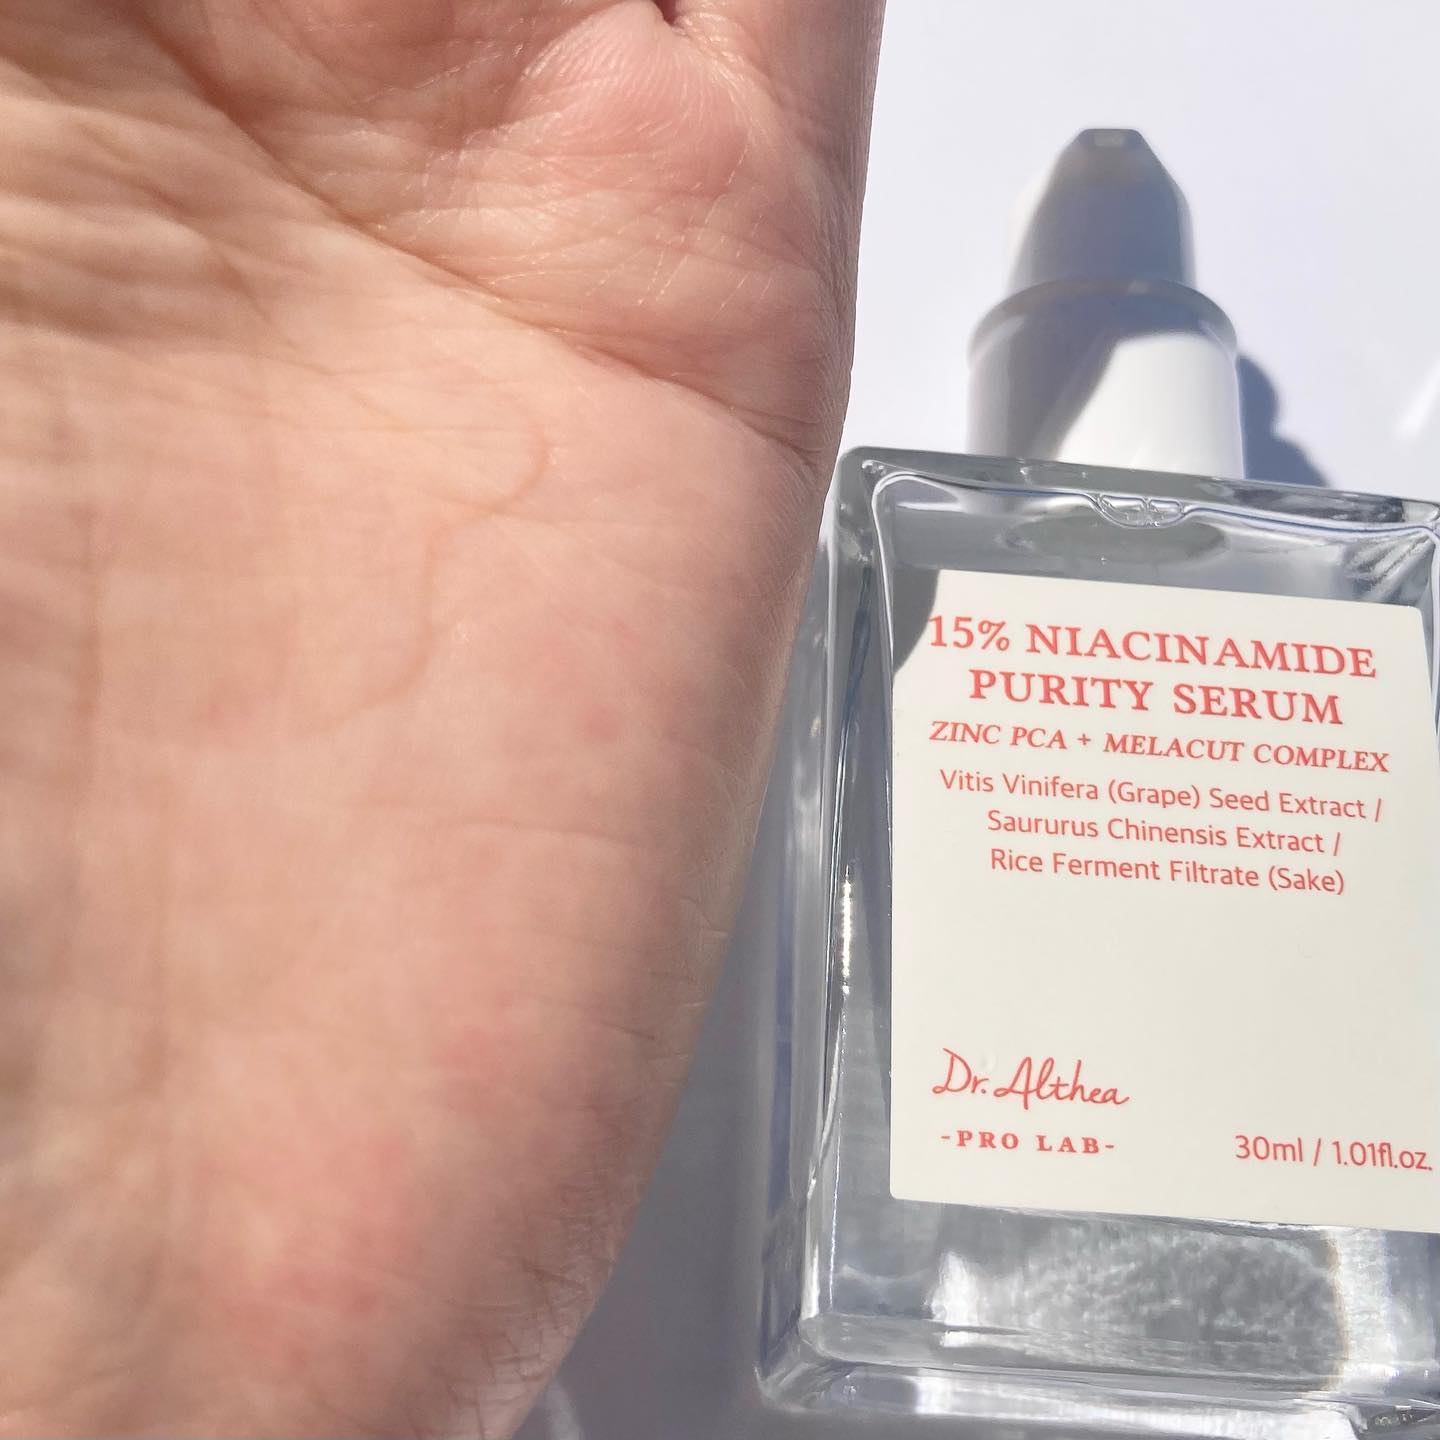 15% NIACINAMIDE
PURITY SERUM
ZINC PCA + MELACUT COMPLEX
Vitis Vinifera (Grape) Seed Extract /
Saururus Chinensis Extract /
Rice Ferment Filtrate (Sake)
Dr. Althea
-PRO LAB-
30ml / 1.01fl.oz.